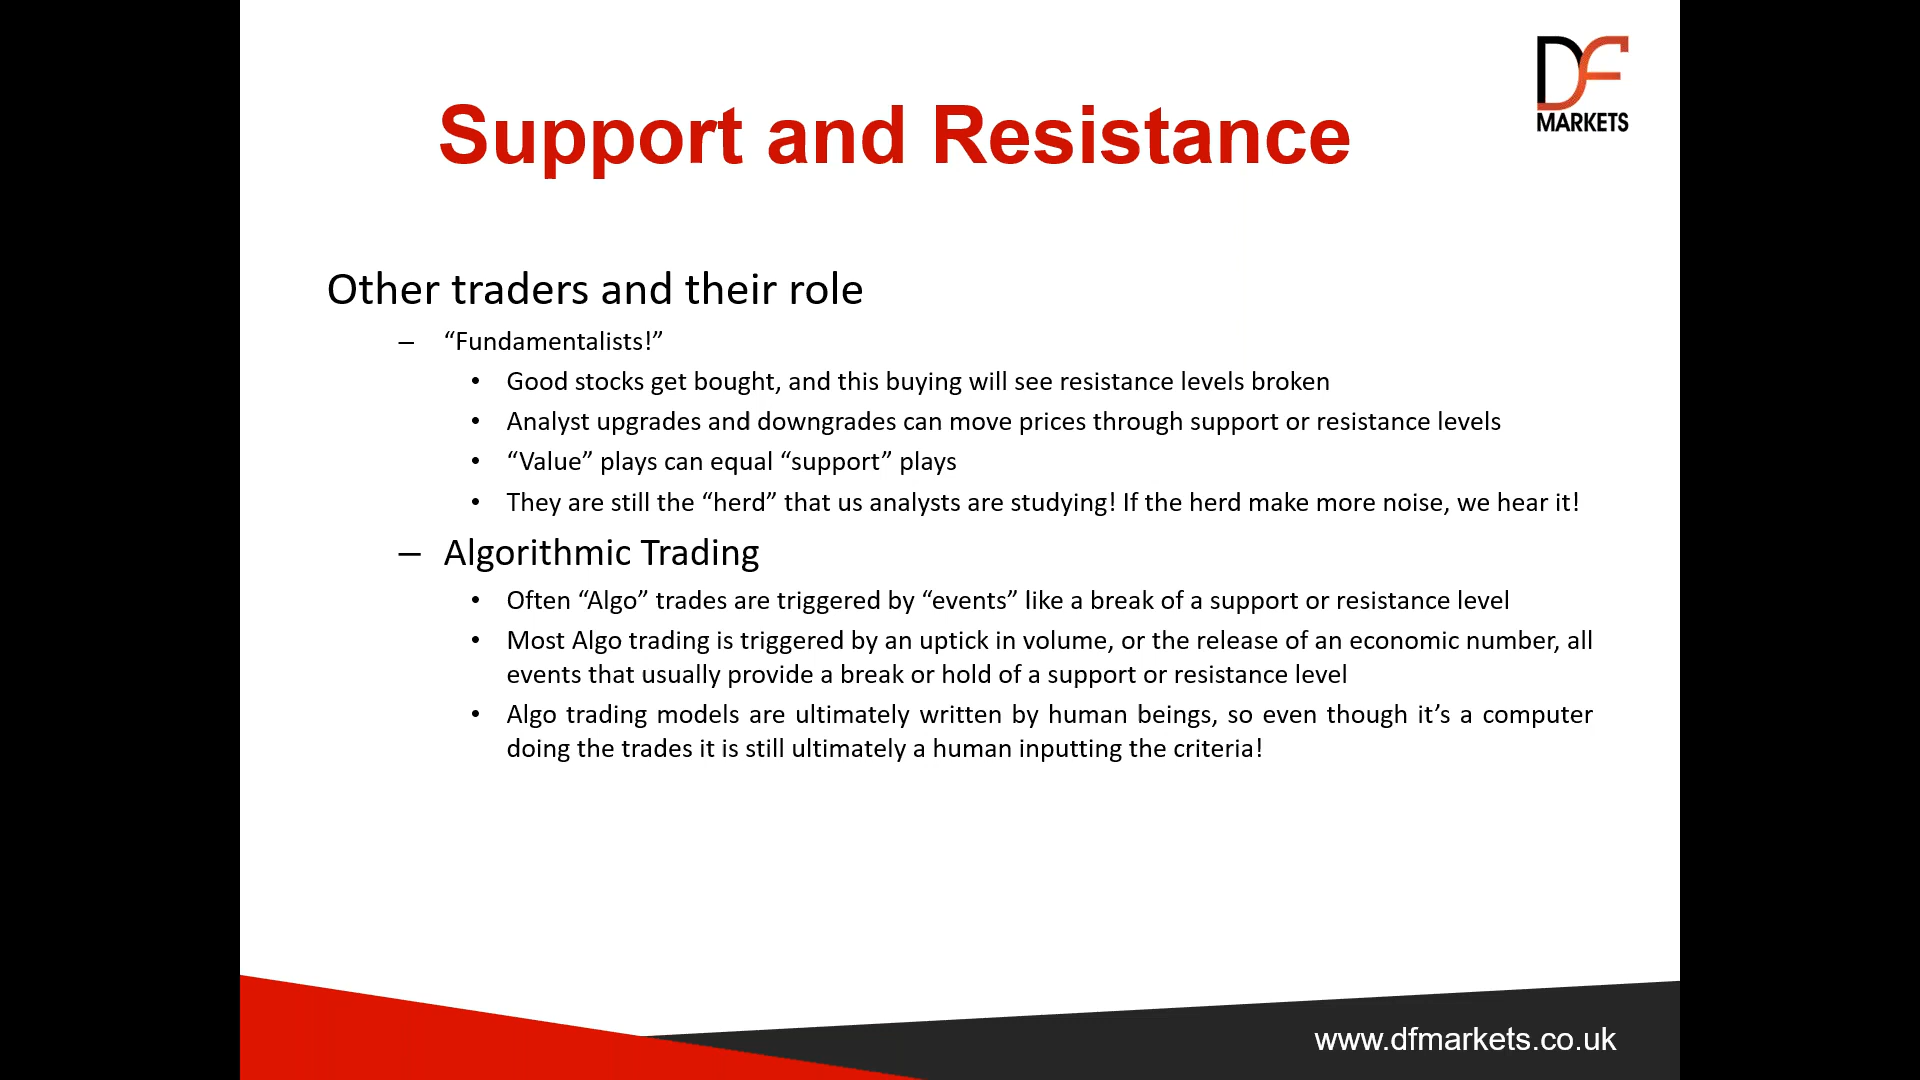 DF
MARKETS
Support and Resistance
Other traders and their role
– “Fundamentalists!”
• Good stocks get bought, and this buying will see resistance levels broken
• Analyst upgrades and downgrades can move prices through support or resistance levels
• “Value” plays can equal “support” plays
• They are still the “herd” that us analysts are studying! If the herd make more noise, we hear it!
– Algorithmic Trading
• Often “Algo” trades are triggered by “events” like a break of a support or resistance level
• Most Algo trading is triggered by an uptick in volume, or the release of an economic number, all
events that usually provide a break or hold of a support or resistance level
• Algo trading models are ultimately written by human beings, so even though it’s a computer
doing the trades it is still ultimately a human inputting the criteria!
www.dfmarkets.co.uk